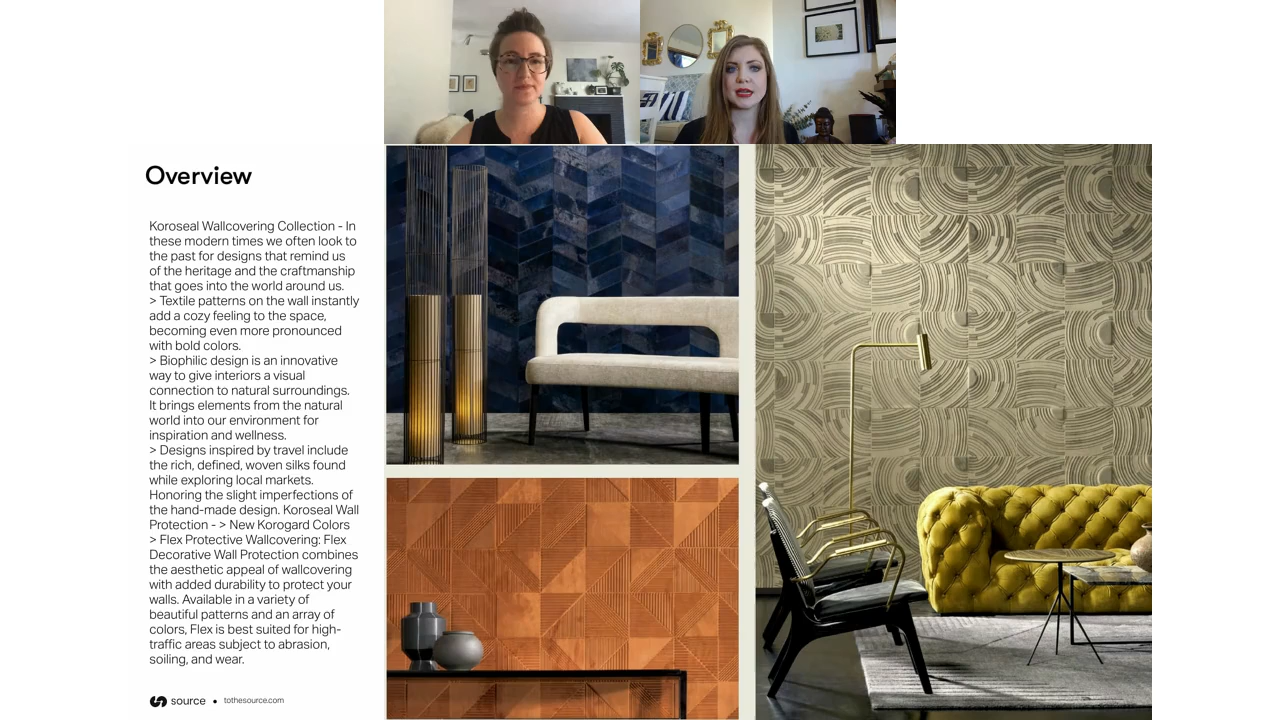 Overview
Koroseal Wallcovering Collection - In
these modern times we often look to
the past for designs that remind us
of the heritage and the craftmanship
that goes into the world around us.
> Textile patterns on the wall instantly
add a cozy feeling to the space,
becoming even more pronounced
with bold colors.
> Biophilic design is an innovative
way to give interiors a visual
connection to natural surroundings.
It brings elements from the natural
world into our environment for
inspiration and wellness.
> Designs inspired by travel include
the rich, defined, woven silks found
while exploring local markets.
Honoring the slight imperfections of
the hand-made design. Koroseal Wall
Protection - > New Korogard Colors
> Flex Protective Wallcovering: Flex
Decorative Wall Protection combines
the aesthetic appeal of wallcovering
with added durability to protect your
walls. Available in a variety of
beautiful patterns and an array of
colors, Flex is best suited for high-
traffic areas subject to abrasion,
soiling, and wear.
source • tothesource.com